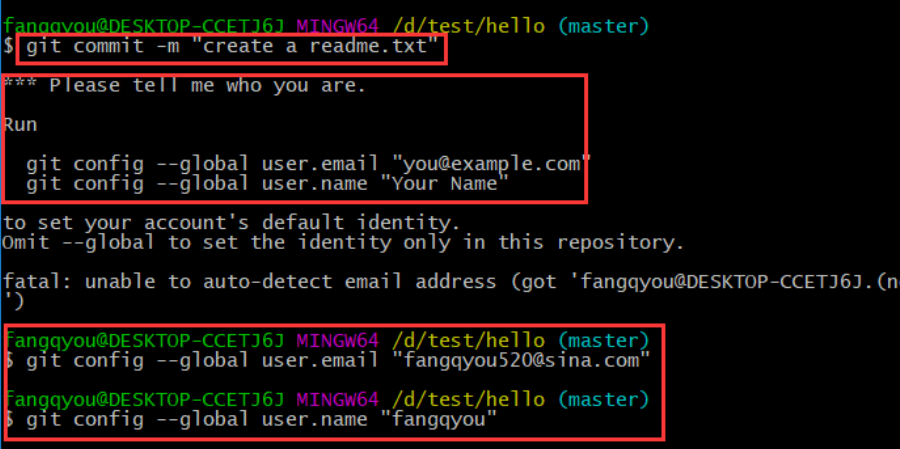 fangqyou@DESKTOP-CCETJ6J MINGW64 /d/test/hello (master)
$ git commit -m "create a readme.txt"
*** Please tell me who you are.
Run
git config --global user.email "you@example.com"
git config --global user.name "Your Name"
to set your account's default identity.
Omit --global to set the identity only in this repository.
fatal: unable to auto-detect email address (got 'fangqyou@DESKTOP-CCETJ6J.(n
')
fangqyou@DESKTOP-CCETJ6J MINGW64 /d/test/hello (master)
$ git config --global user.email "fangqyou520@sina.com"
fangqyou@DESKTOP-CCETJ6J MINGW64 /d/test/hello (master)
$ git config --global user.name "fangqyou"